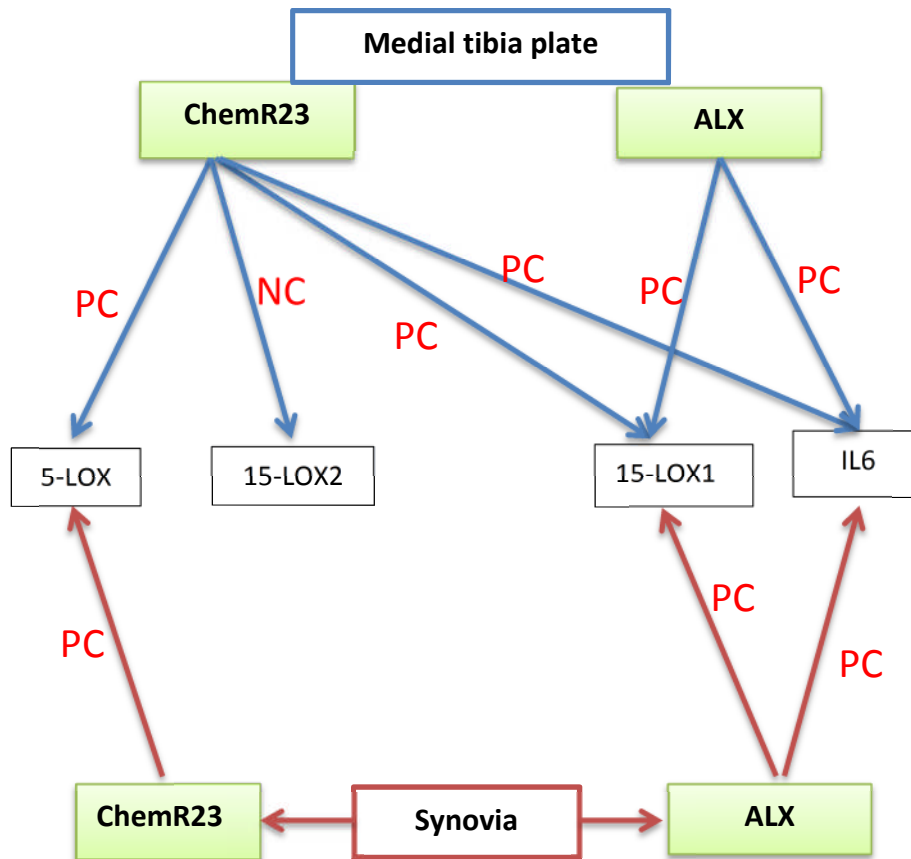 Medial tibia plate
ChemR23
ALX
PC
NC
PC
PC
PC
PC
5-LOX
15-LOX2
15-LOX1
IL6
PC
PC
PC
ChemR23
Synovia
ALX